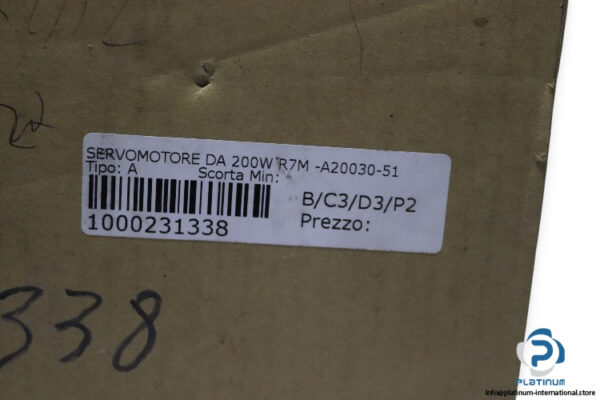 SERVOMOTORE DA 200W R7M -A20030-51
Tipo: A Scorta Min:
B/C3/D3/P2
1000231338
Prezzo:
338
PLATINUM
INTERNATIONAL
info@platinum-international.store